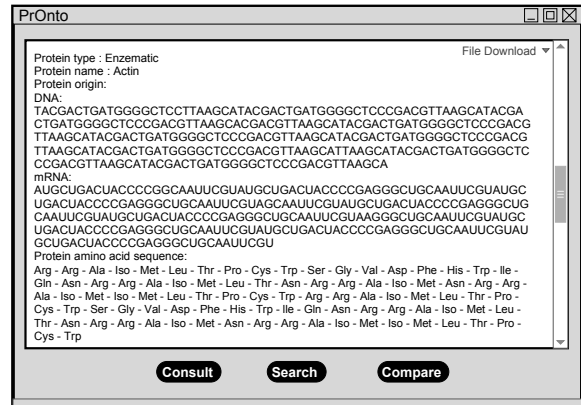 PrOnto
File Download
Protein type : Enzematic
Protein name : Actin
Protein origin:
DNA:
TACGACTGATGGGGCTCCTTAAGCATACGACTGATGGGGCTCCCGACGTTAAGCATACGA
CTGATGGGGCTCCCGACGTTAAGCACGACGTTAAGCATACGACTGATGGGGCTCCCGACG
TTAAGCATACGACTGATGGGGCTCCCGACGTTAAGCATACGACTGATGGGGCTCCCGACG
TTAAGCATACGACTGATGGGGCTCCCGACGTTAAGCATTAAGCATACGACTGATGGGGCTC
CCGACGTTAAGCATACGACTGATGGGGCTCCCGACGTTAAGCA
mRNA:
AUGCUGACUACCCCGGCAAUUCGUAUGCUGACUACCCCGAGGGCUGCAAUUCGUAUGC
UGACUACCCCGAGGGCUGCAAUUCGUAGCAAUUCGUAUGCUGACUACCCCGAGGGCUG
CAAUUCGUAUGCUGACUACCCCGAGGGCUGCAAUUCGUAAGGGCUGCAAUUCGUAUGC
UGACUACCCCGAGGGCUGCAAUUCGUAUGCUGACUACCCCGAGGGCUGCAAUUCGUAU
GCUGACUACCCCGAGGGCUGCAAUUCGU
Protein amino acid sequence:
Arg - Arg - Ala - Iso - Met - Leu - Thr - Pro - Cys - Trp - Ser - Gly - Val - Asp - Phe - His - Trp - Ile -
Gln - Asn - Arg - Arg - Ala - Iso - Met - Leu - Thr - Asn - Arg - Arg - Ala - Iso - Met - Asn - Arg - Arg -
Ala - Iso - Met - Iso - Met - Leu - Thr - Pro - Cys - Trp - Arg - Arg - Ala - Iso - Met - Leu - Thr - Pro -
Cys - Trp - Ser - Gly - Val - Asp - Phe - His - Trp - Ile - Gln - Asn - Arg - Arg - Ala - Iso - Met - Leu -
Thr - Asn - Arg - Arg - Ala - Iso - Met - Asn - Arg - Arg - Ala - Iso - Met - Iso - Met - Leu - Thr - Pro -
Cys - Trp
Consult Search Compare